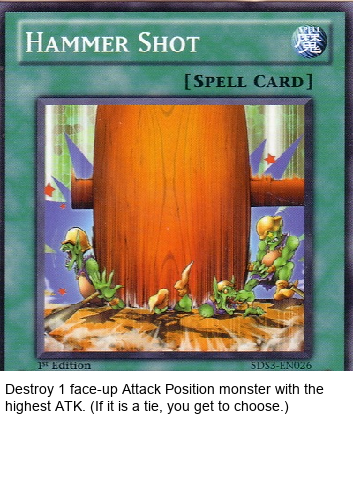 HAMMER SHOT
魔
[SPELL CARD]
1st Edition
SDS3-EN026
Destroy 1 face-up Attack Position monster with the
highest ATK. (If it is a tie, you get to choose.)